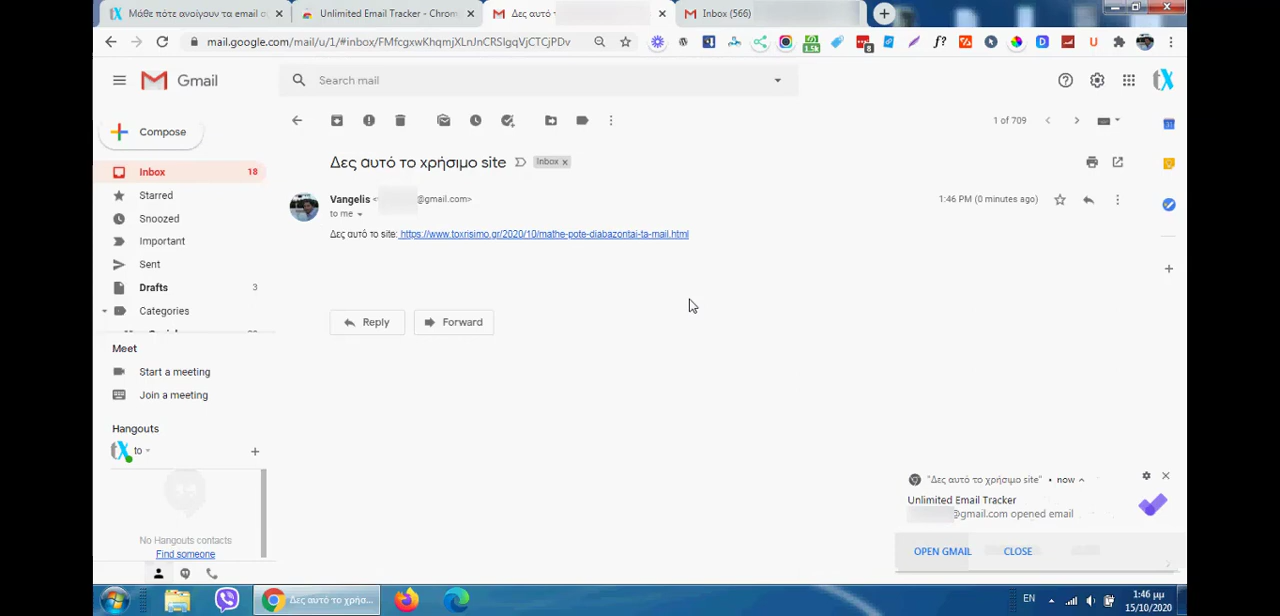 Μάθε πότε ανοίγουν τα email σ
Unlimited Email Tracker - Chrom
Δες αυτό
Inbox (566)
mail.google.com/mail/u/1/#inbox/FMfcgxwKhqmjXLnJnCRSlgqVjCTCjPDv
1.5k
8
Gmail
Search mail
Compose
1 of 709
Inbox 18
Δες αυτό το χρήσιμο site
Inbox x
Starred
Vangelis < @gmail.com>
1:46 PM (0 minutes ago)
to me
Snoozed
Δες αυτό το site: https://www.toxrisimo.gr/2020/10/mathe-pote-diabazontai-ta-mail.html
Important
Sent
Drafts 3
Categories
Reply
Forward
Meet
Start a meeting
Join a meeting
Hangouts
to
No Hangouts contacts
Find someone
"Δες αυτό το χρήσιμο site" • now
Unlimited Email Tracker
@gmail.com opened email
OPEN GMAIL
CLOSE
Δες αυτό το χρήσ...
EN
1:46 μμ
15/10/2020